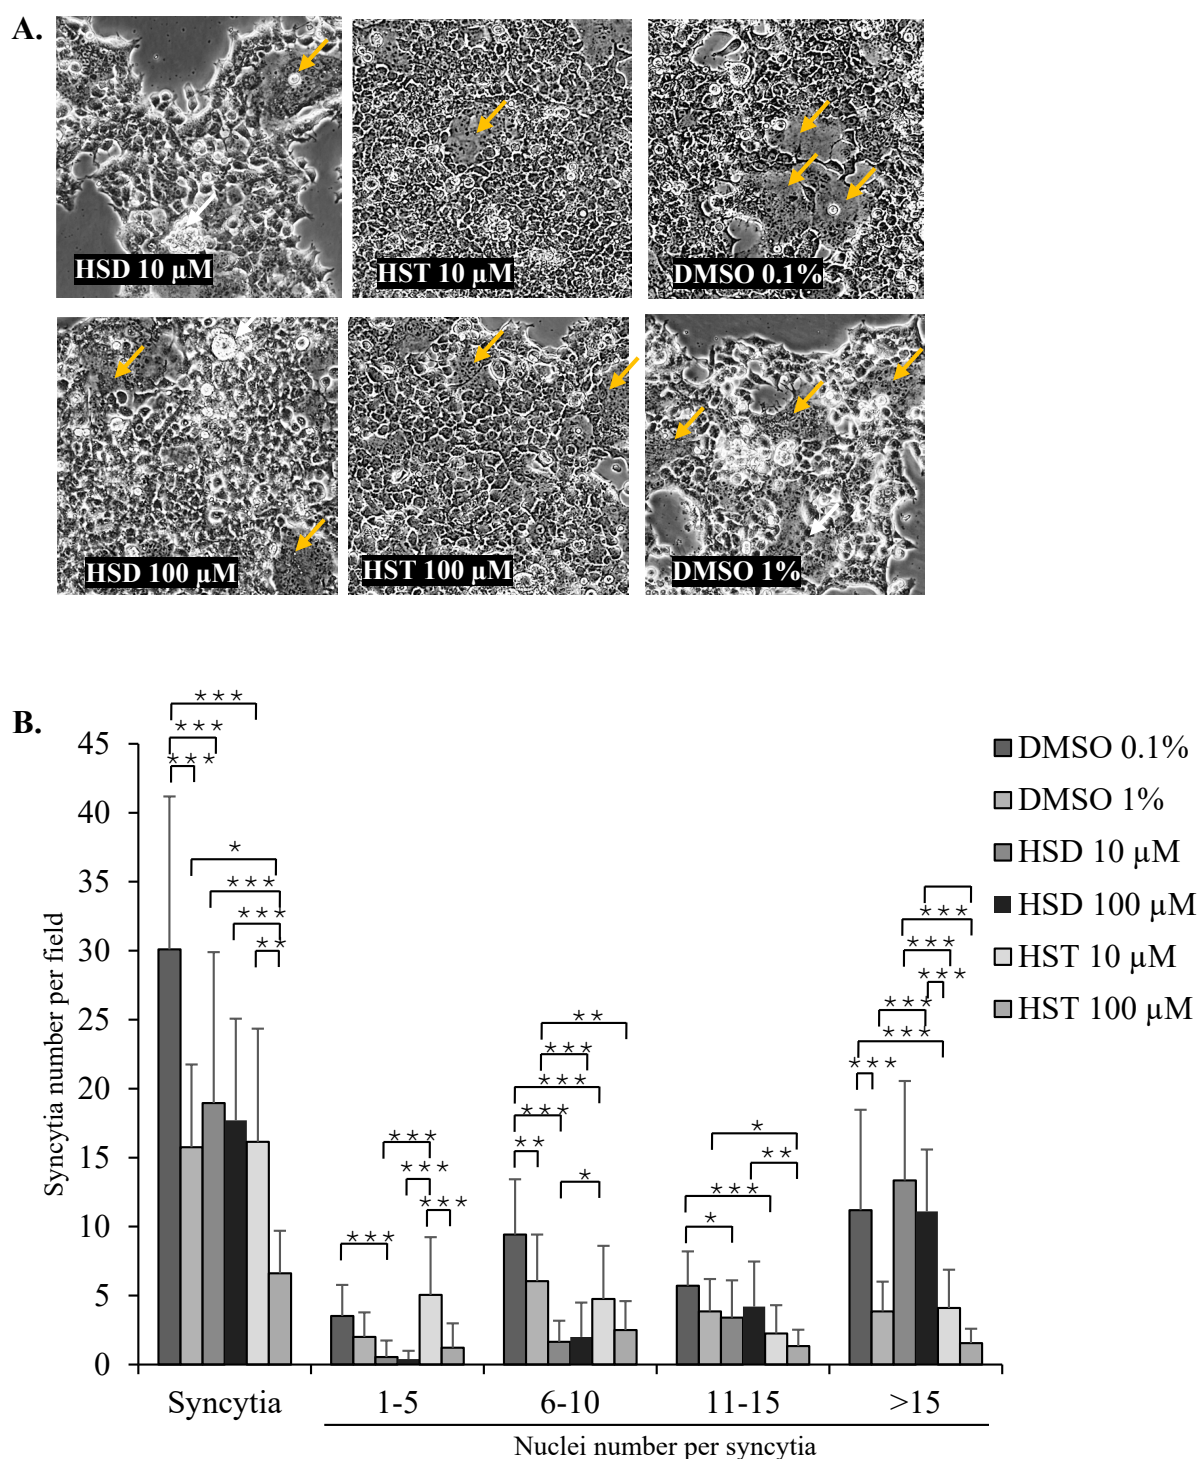 A.
HSD 10 µM
HST 10 µM
DMSO 0.1%
HSD 100 µM
HST 100 µM
DMSO 1%
B.
Syncytia number per field
45
40
35
30
25
20
15
10
5
0
***
***
***
*
***
***
**
***
***
***
***
**
***
***
***
**
*
*
**
***
*
***
***
***
***
***
***
Syncytia
1-5
6-10
11-15
>15
Nuclei number per syncytia
DMSO 0.1%
DMSO 1%
HSD 10 µM
HSD 100 µM
HST 10 µM
HST 100 µM